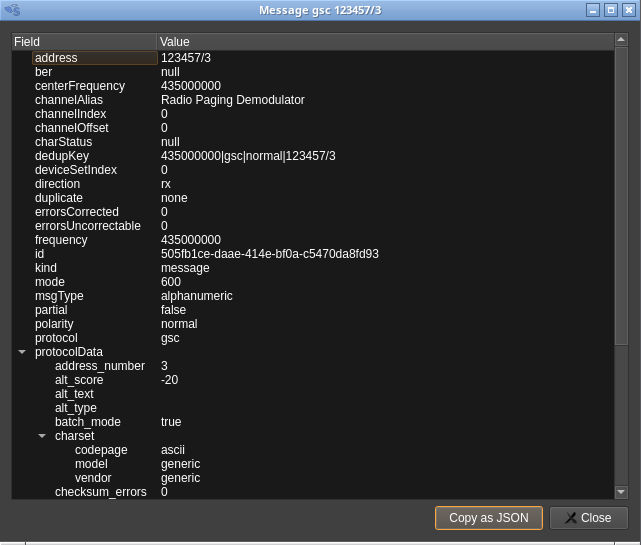 Message gsc 123457/3
Field Value
address 123457/3
ber null
centerFrequency 435000000
channelAlias Radio Paging Demodulator
channelIndex 0
channelOffset 0
charStatus null
dedupKey 435000000|gsc|normal|123457/3
deviceSetIndex 0
direction rx
duplicate none
errorsCorrected 0
errorsUncorrectable 0
frequency 435000000
id 505fb1ce-daae-414e-bf0a-c5470da8fd93
kind message
mode 600
msgType alphanumeric
partial false
polarity normal
protocol gsc
protocolData
address_number 3
alt_score -20
alt_text
alt_type
batch_mode true
charset
codepage ascii
model generic
vendor generic
checksum_errors 0
Copy as JSON Close